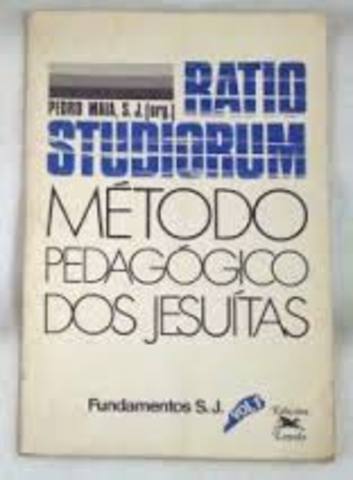 RATIO
PEDRO MAIA, S. J. (org.)
STUDIORUM
MÉTODO
PEDAGÓGICO
DOS JESUÍTAS
Fundamentos S. J.
VOL. 1
Edições
Loyola